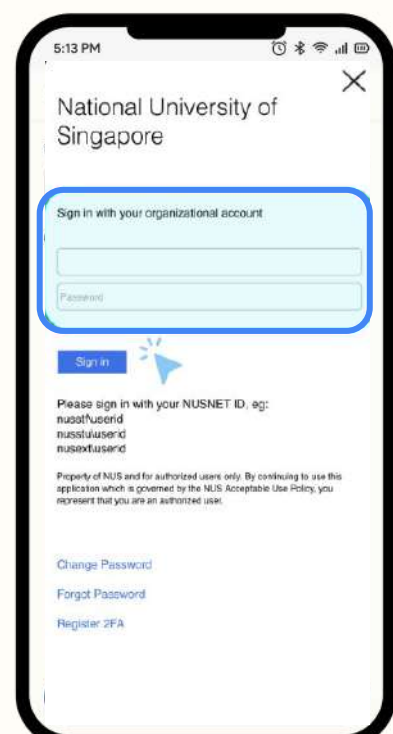 5:13 PM
National University of
Singapore
Sign in with your organizational account
Password
Sign in
Please sign in with your NUSNET ID, eg:
nusstf\userid
nusstu\userid
nusext\userid
Property of NUS and for authorized users only. By continuing to use this
application which is governed by the NUS Acceptable Use Policy, you
represent that you are an authorized user.
Change Password
Forgot Password
Register 2FA